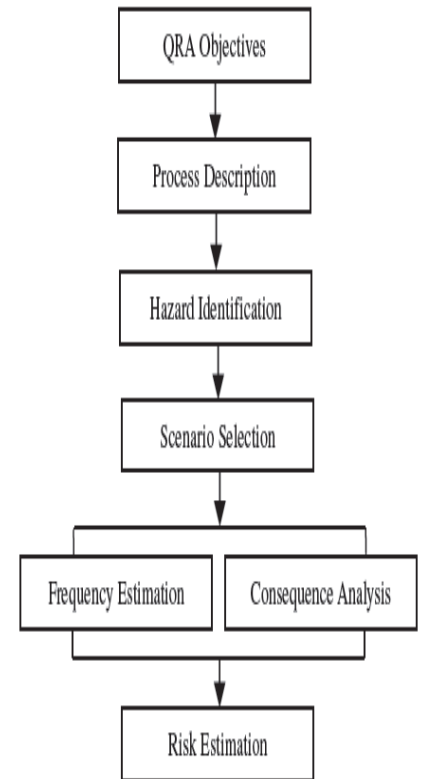 QRA Objectives
Process Description
Hazard Identification
Scenario Selection
Frequency Estimation
Consequence Analysis
Risk Estimation